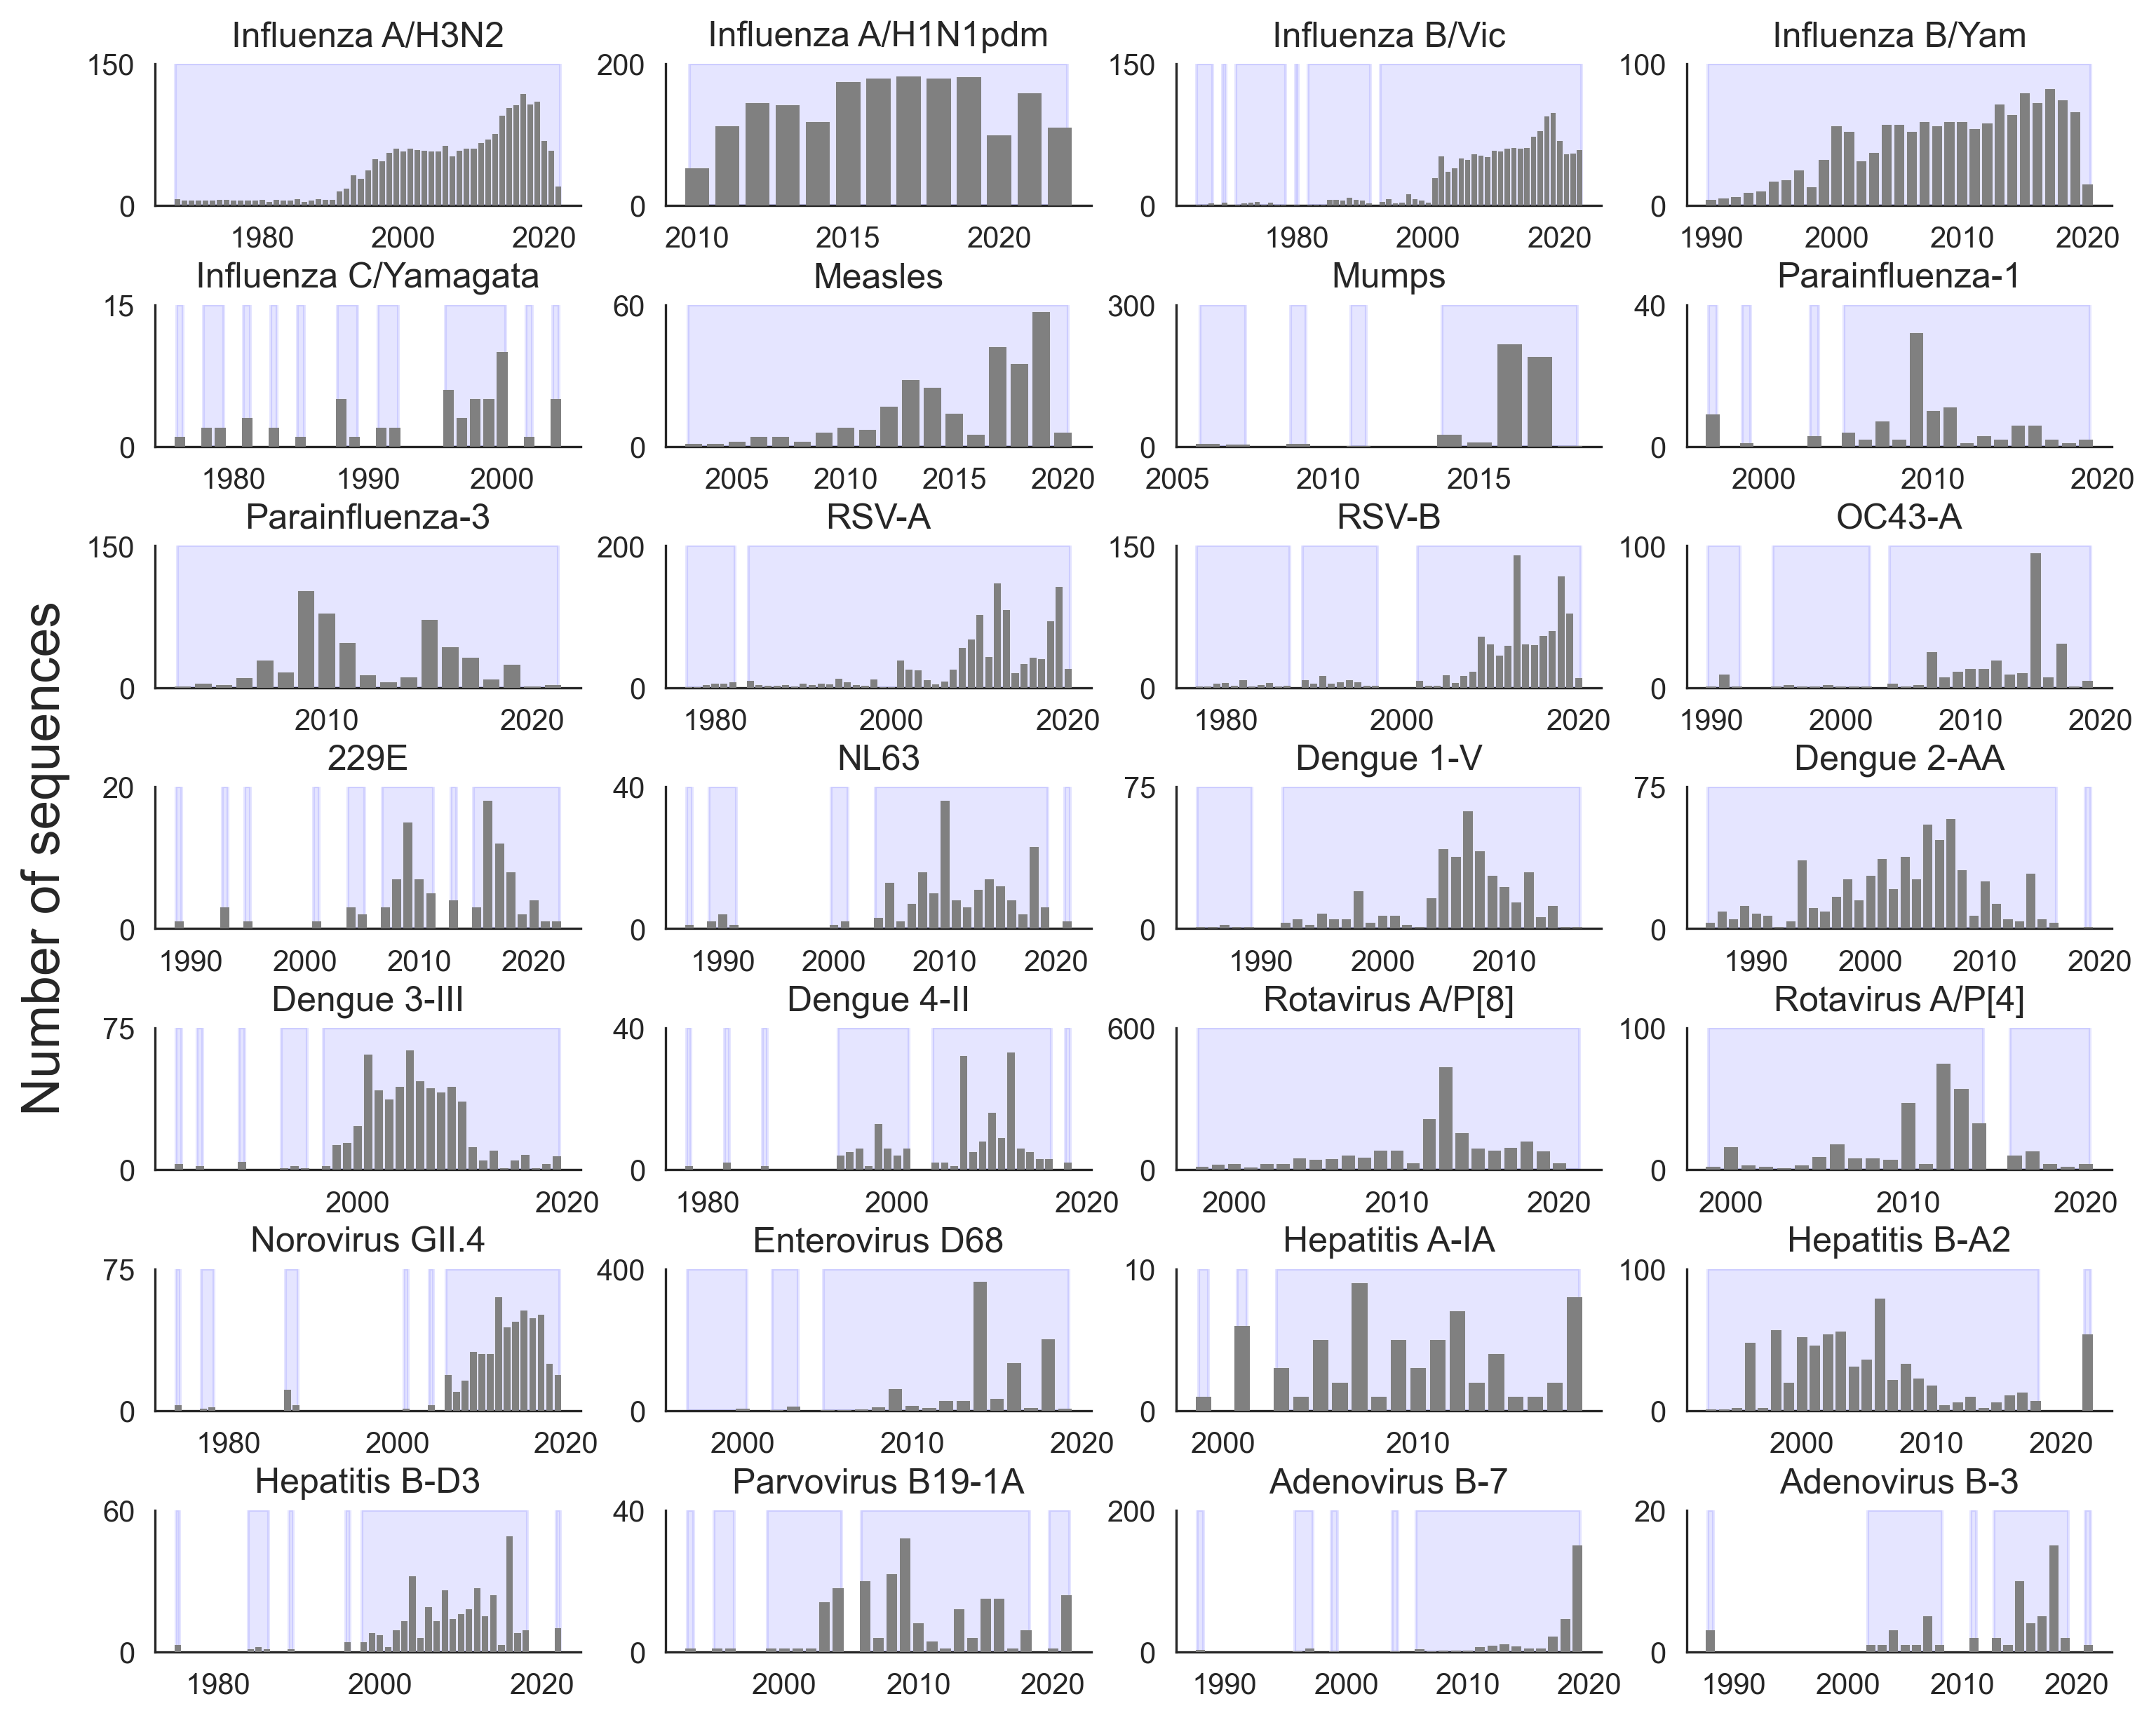 Number of sequences
Influenza A/H3N2
150
0
1980 2000 2020
Influenza A/H1N1pdm
200
0
2010 2015 2020
Influenza B/Vic
150
0
1980 2000 2020
Influenza B/Yam
100
0
1990 2000 2010 2020
Influenza C/Yamagata
15
0
1980 1990 2000
Measles
60
0
2005 2010 2015 2020
Mumps
300
0
2005 2010 2015
Parainfluenza-1
40
0
2000 2010 2020
Parainfluenza-3
150
0
2010 2020
RSV-A
200
0
1980 2000 2020
RSV-B
150
0
1980 2000 2020
OC43-A
100
0
1990 2000 2010 2020
229E
20
0
1990 2000 2010 2020
NL63
40
0
1990 2000 2010 2020
Dengue 1-V
75
0
1990 2000 2010
Dengue 2-AA
75
0
1990 2000 2010 2020
Dengue 3-III
75
0
2000 2020
Dengue 4-II
40
0
1980 2000 2020
Rotavirus A/P[8]
600
0
2000 2010 2020
Rotavirus A/P[4]
100
0
2000 2010 2020
Norovirus GII.4
75
0
1980 2000 2020
Enterovirus D68
400
0
2000 2010 2020
Hepatitis A-IA
10
0
2000 2010
Hepatitis B-A2
100
0
2000 2010 2020
Hepatitis B-D3
60
0
1980 2000 2020
Parvovirus B19-1A
40
0
2000 2010 2020
Adenovirus B-7
200
0
1990 2000 2010 2020
Adenovirus B-3
20
0
1990 2000 2010 2020